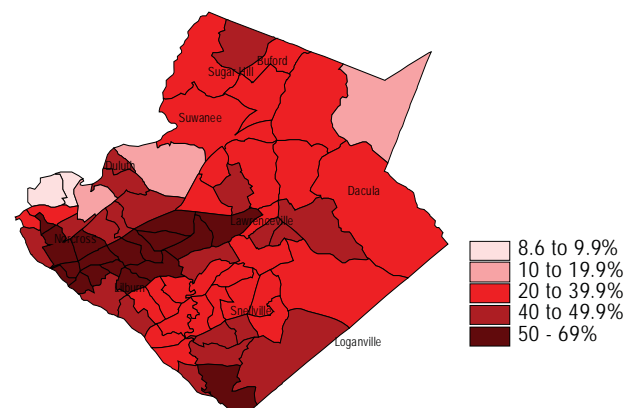 Buford
Sugar Hill
Suwanee
Duluth
Dacula
Lawrenceville
Norcross
Lilburn
Snellville
Loganville
8.6 to 9.9%
10 to 19.9%
20 to 39.9%
40 to 49.9%
50 - 69%